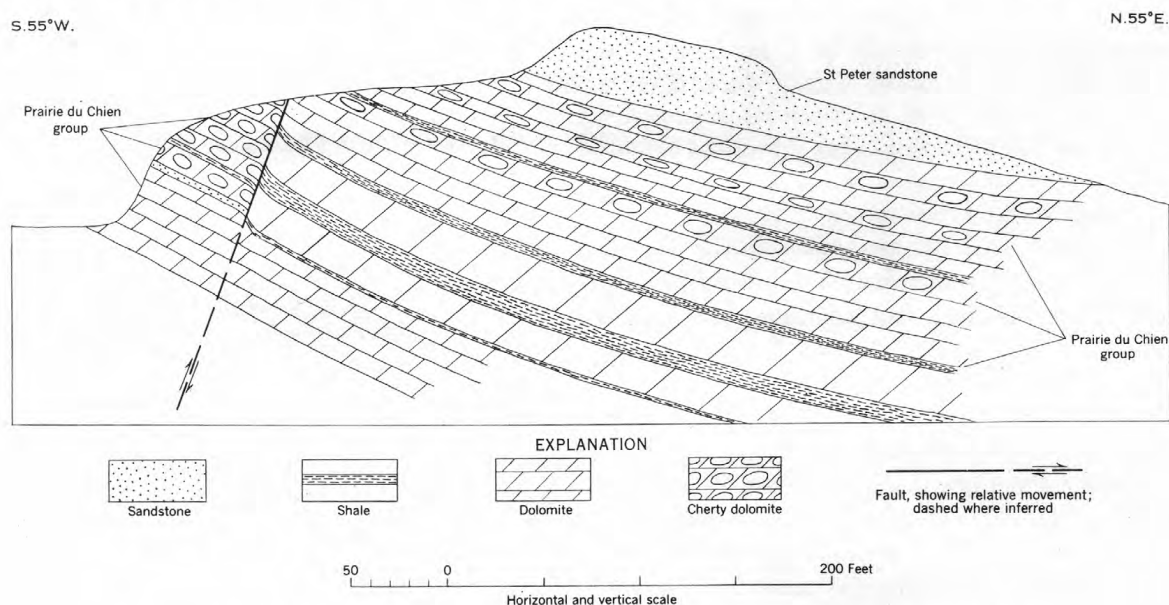 S.55°W.
N.55°E.
St Peter sandstone
Prairie du Chien
group
Prairie du Chien
group
EXPLANATION
Sandstone
Shale
Dolomite
Cherty dolomite
Fault, showing relative movement;
dashed where inferred
50 0 200 Feet
Horizontal and vertical scale